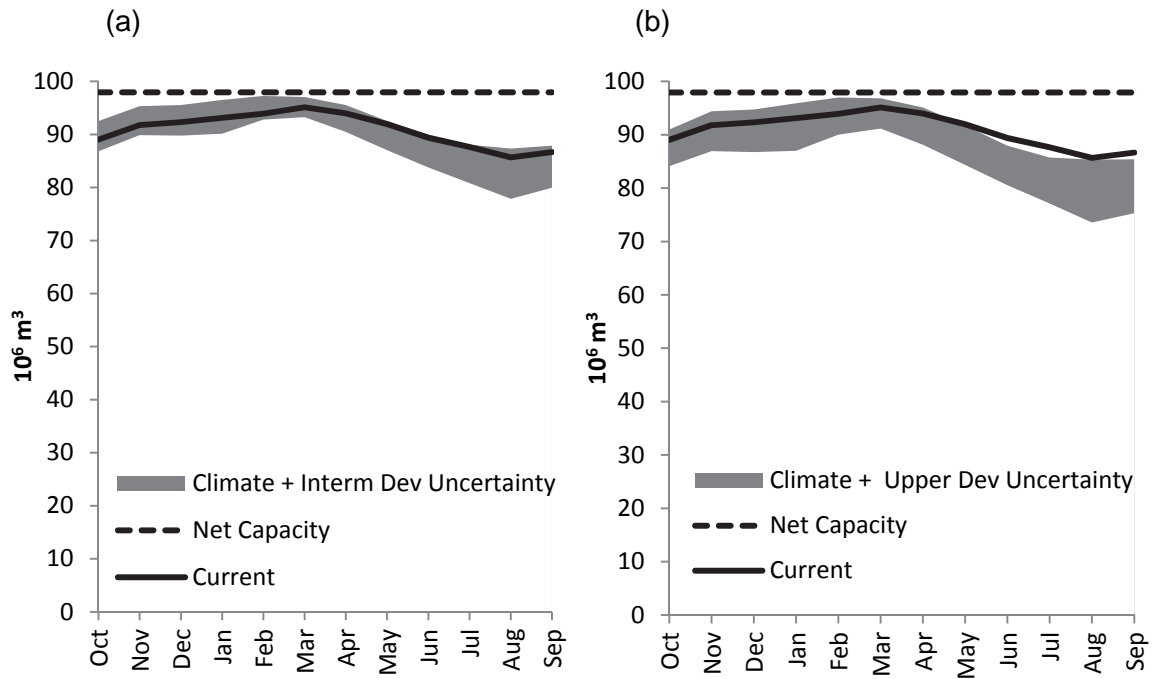 (a)
100
90
80
70
60
50
40
30
20
10
0
10⁶ m³
Climate + Interm Dev Uncertainty
Net Capacity
Current
Oct
Nov
Dec
Jan
Feb
Mar
Apr
May
Jun
Jul
Aug
Sep
(b)
100
90
80
70
60
50
40
30
20
10
0
10⁶ m³
Climate + Upper Dev Uncertainty
Net Capacity
Current
Oct
Nov
Dec
Jan
Feb
Mar
Apr
May
Jun
Jul
Aug
Sep